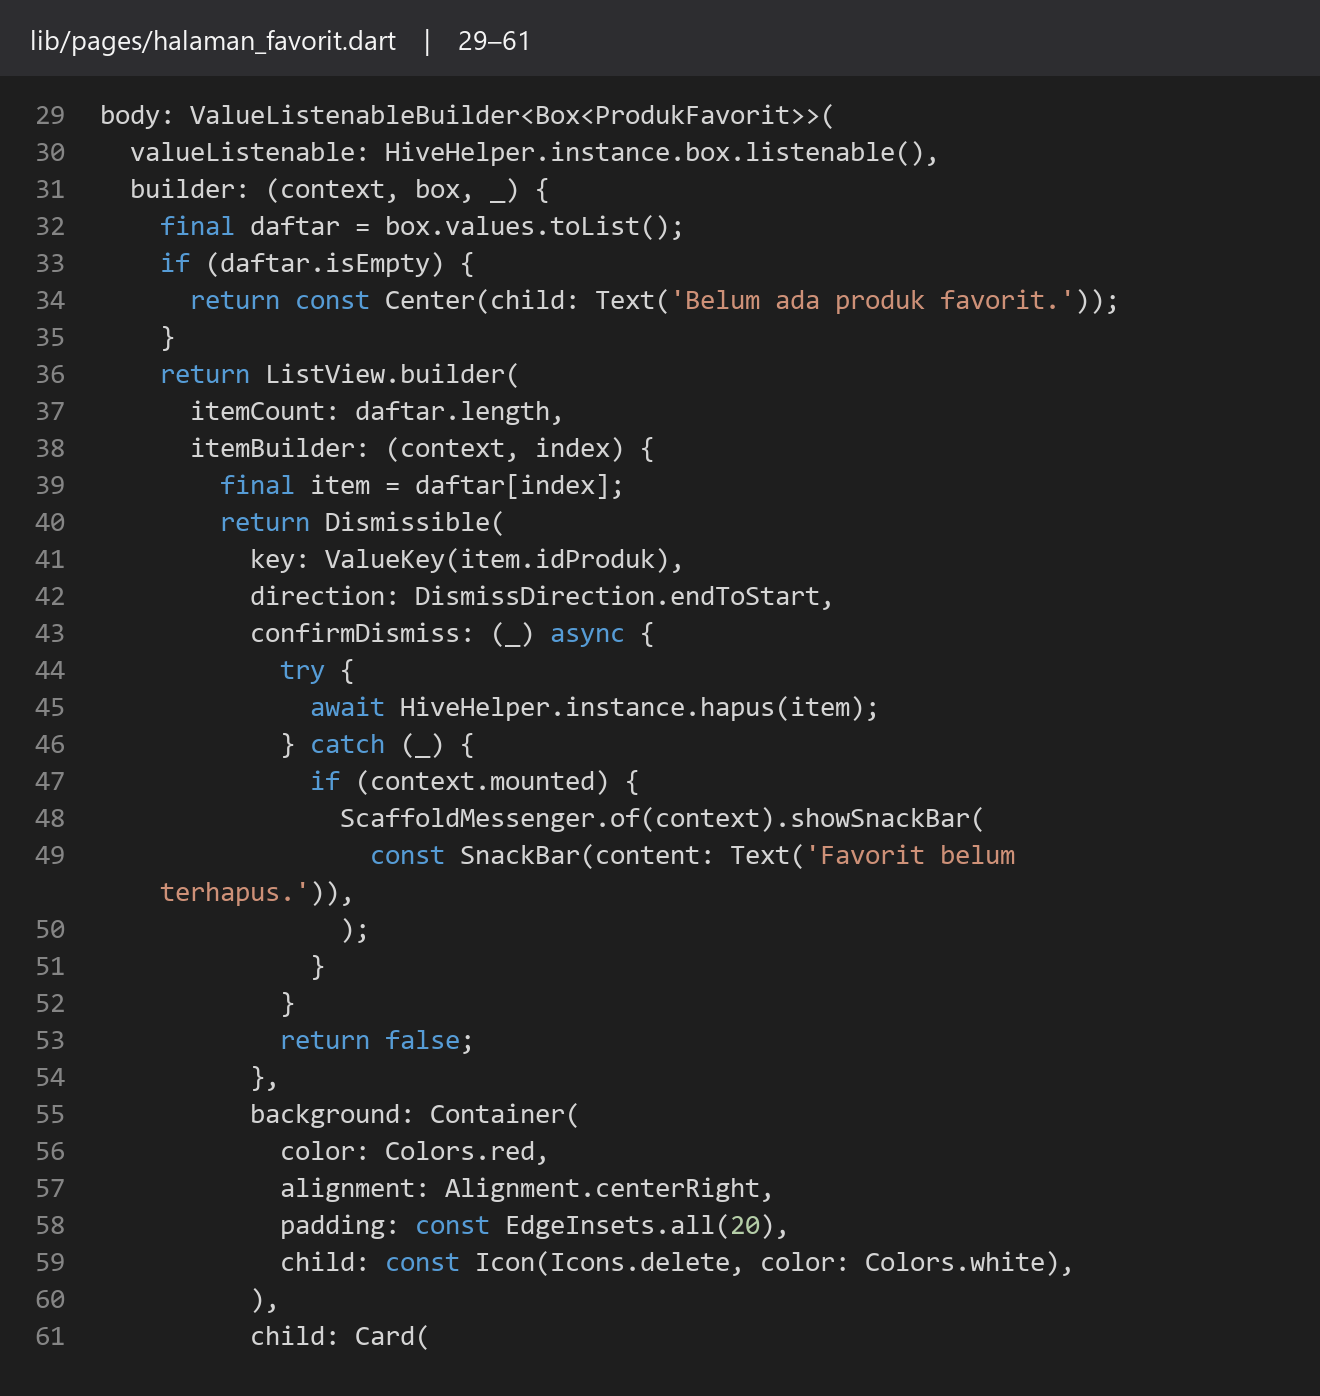 lib/pages/halaman_favorit.dart | 29–61
29 body: ValueListenableBuilder<Box<ProdukFavorit>>(
30   valueListenable: HiveHelper.instance.box.listenable(),
31   builder: (context, box, _) {
32     final daftar = box.values.toList();
33     if (daftar.isEmpty) {
34       return const Center(child: Text('Belum ada produk favorit.'));
35     }
36     return ListView.builder(
37       itemCount: daftar.length,
38       itemBuilder: (context, index) {
39         final item = daftar[index];
40         return Dismissible(
41           key: ValueKey(item.idProduk),
42           direction: DismissDirection.endToStart,
43           confirmDismiss: (_) async {
44             try {
45               await HiveHelper.instance.hapus(item);
46             } catch (_) {
47               if (context.mounted) {
48                 ScaffoldMessenger.of(context).showSnackBar(
49                   const SnackBar(content: Text('Favorit belum
terhapus.')),
50                 );
51               }
52             }
53             return false;
54           },
55           background: Container(
56             color: Colors.red,
57             alignment: Alignment.centerRight,
58             padding: const EdgeInsets.all(20),
59             child: const Icon(Icons.delete, color: Colors.white),
60           ),
61           child: Card(